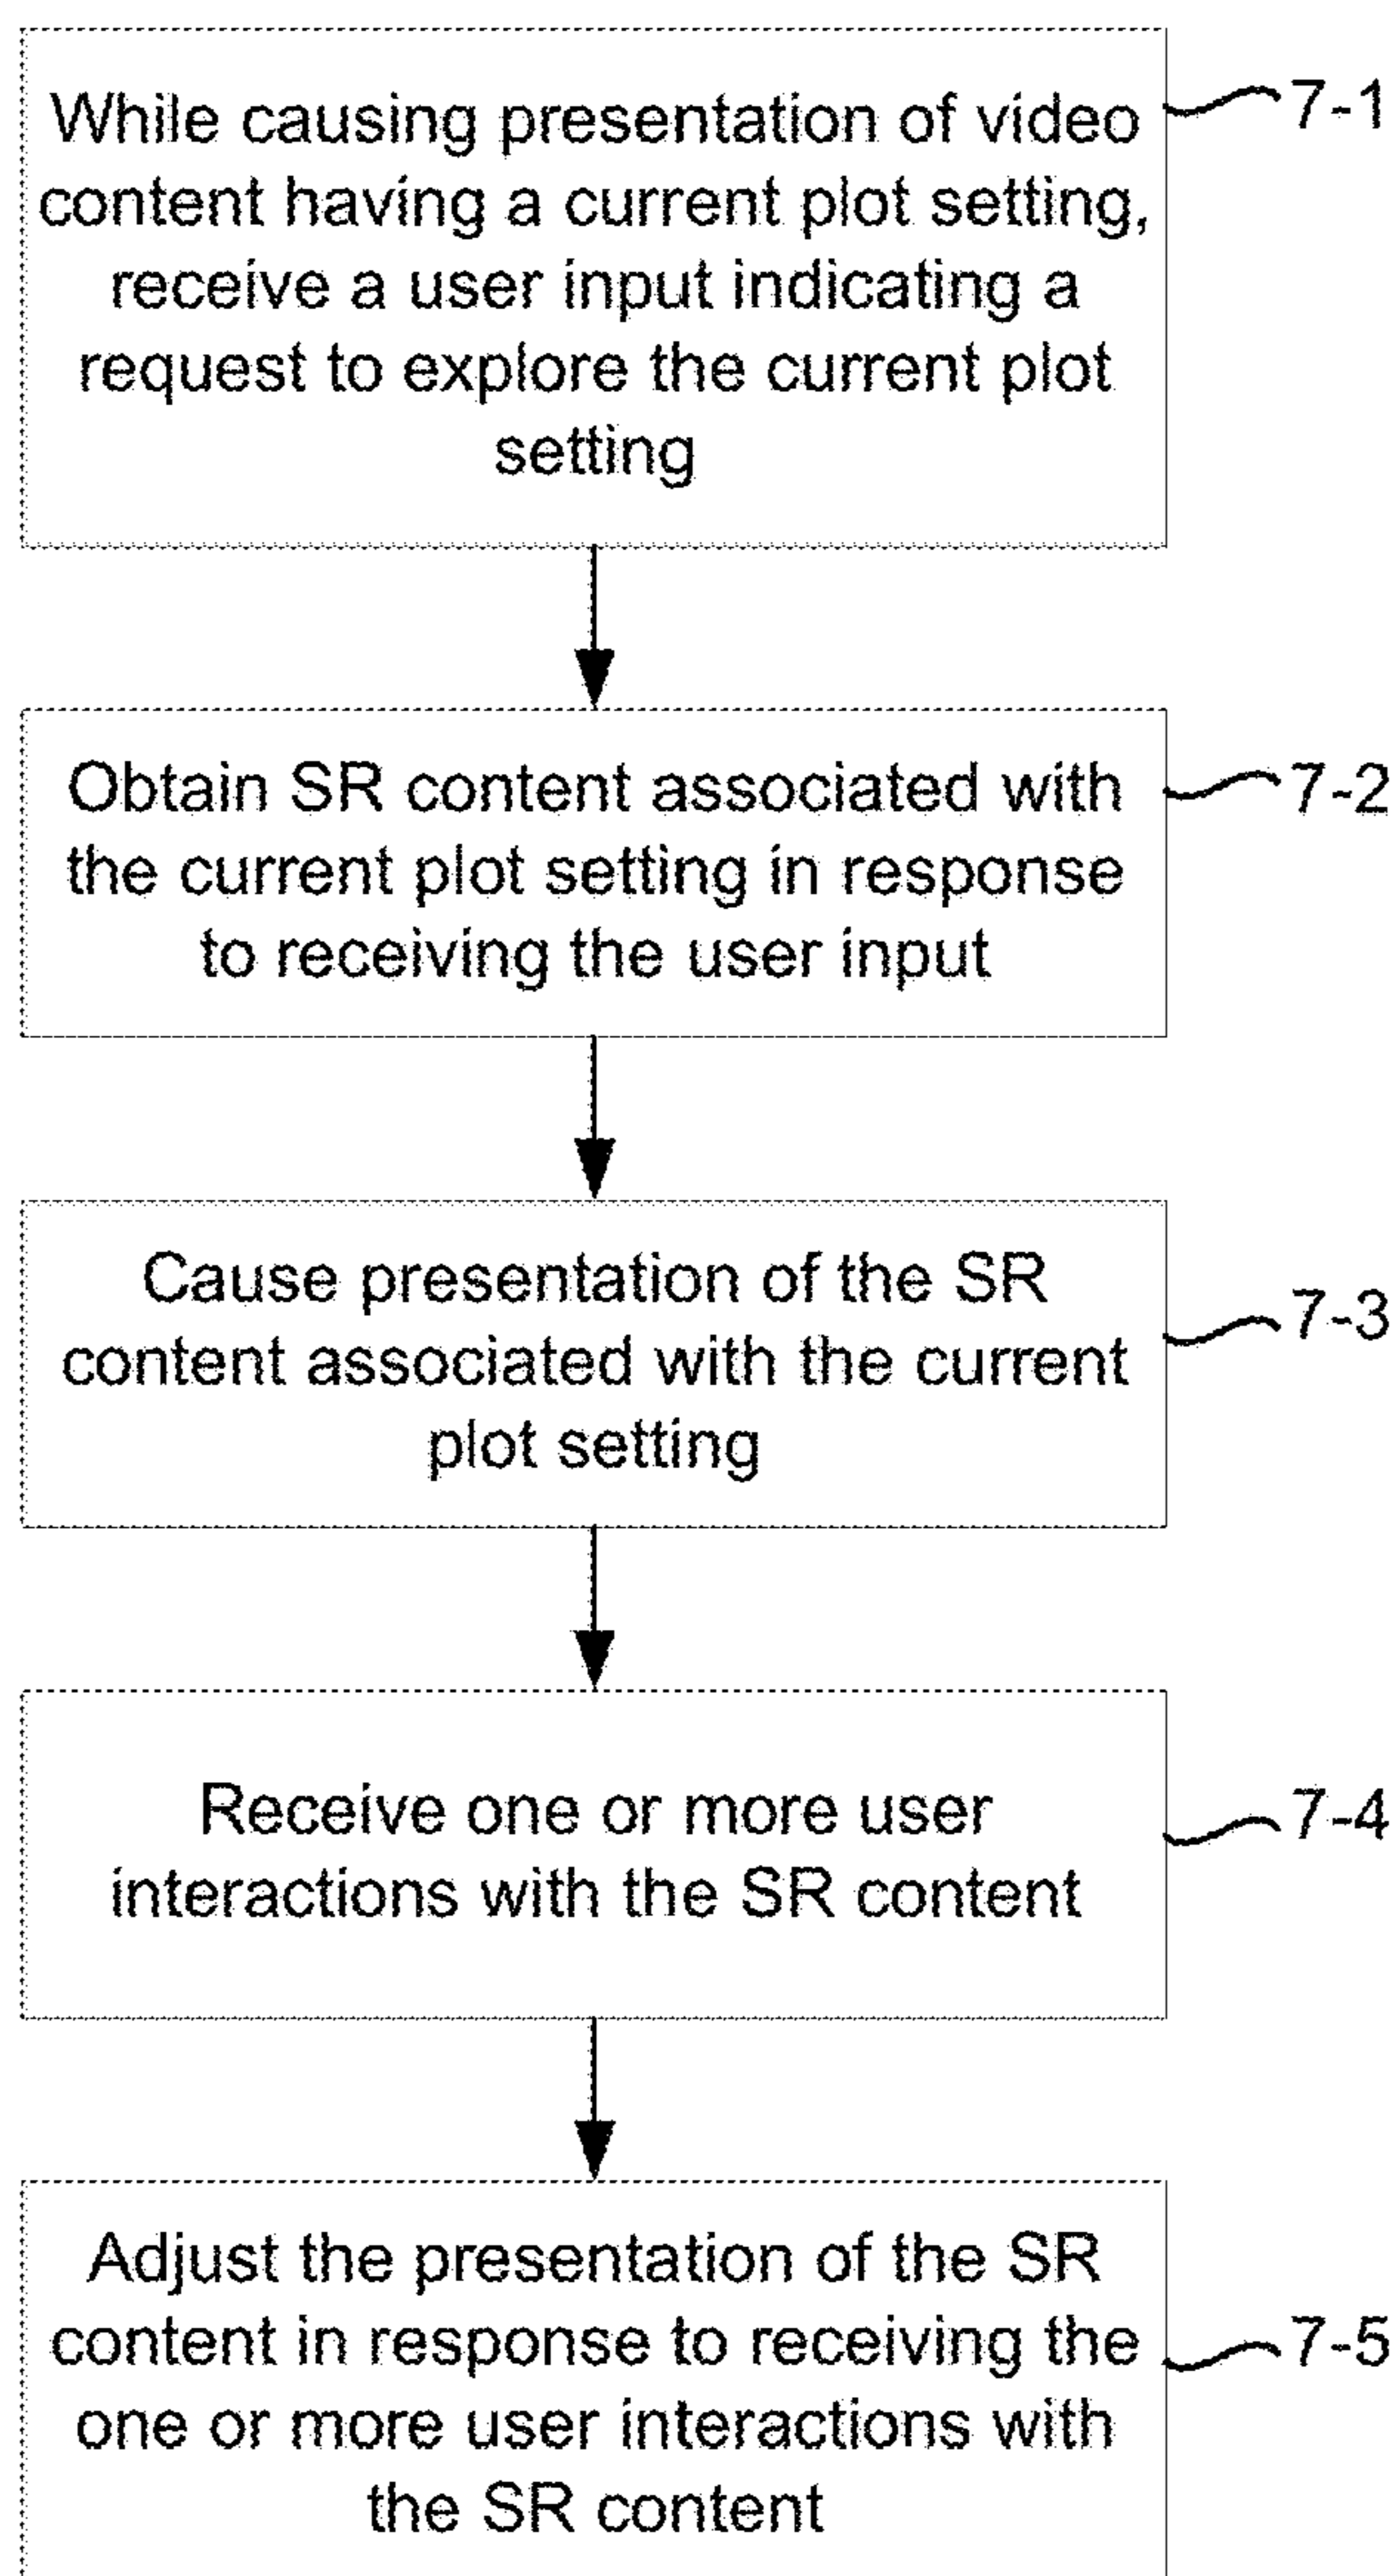 While causing presentation of video
content having a current plot setting,
receive a user input indicating a
request to explore the current plot
setting
7-1
Obtain SR content associated with
the current plot setting in response
to receiving the user input
7-2
Cause presentation of the SR
content associated with the current
plot setting
7-3
Receive one or more user
interactions with the SR content
7-4
Adjust the presentation of the SR
content in response to receiving the
one or more user interactions with
the SR content
7-5